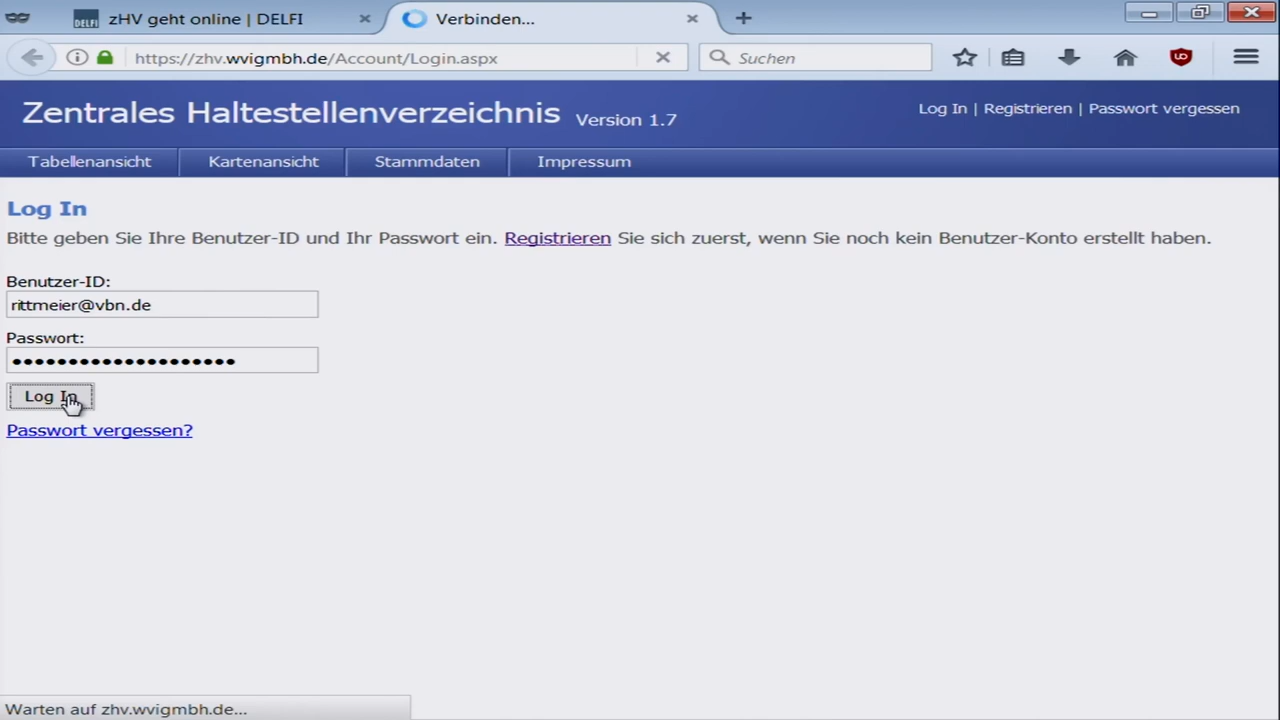 DELFI zHV geht online | DELFI
Verbinden...
https://zhv.wvigmbh.de/Account/Login.aspx
Suchen
Zentrales Haltestellenverzeichnis Version 1.7
Log In | Registrieren | Passwort vergessen
Tabellenansicht Kartenansicht Stammdaten Impressum
Log In
Bitte geben Sie Ihre Benutzer-ID und Ihr Passwort ein. Registrieren Sie sich zuerst, wenn Sie noch kein Benutzer-Konto erstellt haben.
Benutzer-ID:
rittmeier@vbn.de
Passwort:
••••••••••••••••••••
Log In
Passwort vergessen?
Warten auf zhv.wvigmbh.de...